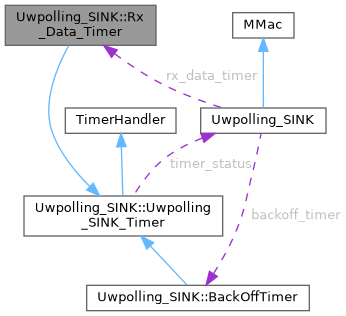 Uwpolling_SINK::Rx
_Data_Timer
MMac
rx_data_timer
TimerHandler
Uwpolling_SINK
timer_status
Uwpolling_SINK::Uwpolling
_SINK_Timer
backoff_timer
Uwpolling_SINK::BackOffTimer